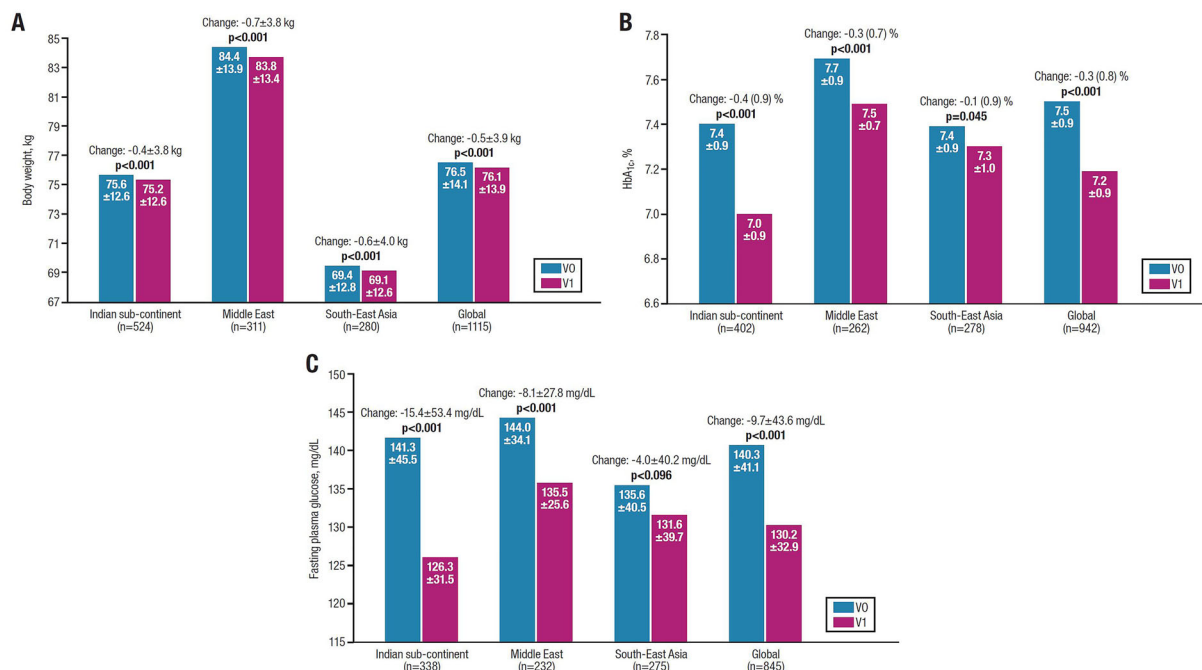 A
Body weight, kg
85
83
81
79
77
75
73
71
69
67
Change: -0.4±3.8 kg
p<0.001
75.6
±12.6
75.2
±12.6
Change: -0.7±3.8 kg
p<0.001
84.4
±13.9
83.8
±13.4
Change: -0.6±4.0 kg
p<0.001
69.4
±12.8
69.1
±12.6
Change: -0.5±3.9 kg
p<0.001
76.5
±14.1
76.1
±13.9
VO
V1
Indian sub-continent
(n=524)
Middle East
(n=311)
South-East Asia
(n=280)
Global
(n=1115)
B
HbA1c, %
7.8
7.6
7.4
7.2
7.0
6.8
6.6
Change: -0.4 (0.9) %
p<0.001
7.4
±0.9
7.0
±0.9
Change: -0.3 (0.7) %
p<0.001
7.7
±0.9
7.5
±0.7
Change: -0.1 (0.9) %
p=0.045
7.4
±0.9
7.3
±1.0
Change: -0.3 (0.8) %
p<0.001
7.5
±0.9
7.2
±0.9
VO
V1
Indian sub-continent
(n=402)
Middle East
(n=262)
South-East Asia
(n=278)
Global
(n=942)
C
Fasting plasma glucose, mg/dL
150
145
140
135
130
125
120
115
Change: -15.4±53.4 mg/dL
p<0.001
141.3
±45.5
126.3
±31.5
Change: -8.1±27.8 mg/dL
p<0.001
144.0
±34.1
135.5
±25.6
Change: -4.0±40.2 mg/dL
p<0.096
135.6
±40.5
131.6
±39.7
Change: -9.7±43.6 mg/dL
p<0.001
140.3
±41.1
130.2
±32.9
VO
V1
Indian sub-continent
(n=338)
Middle East
(n=232)
South-East Asia
(n=275)
Global
(n=845)